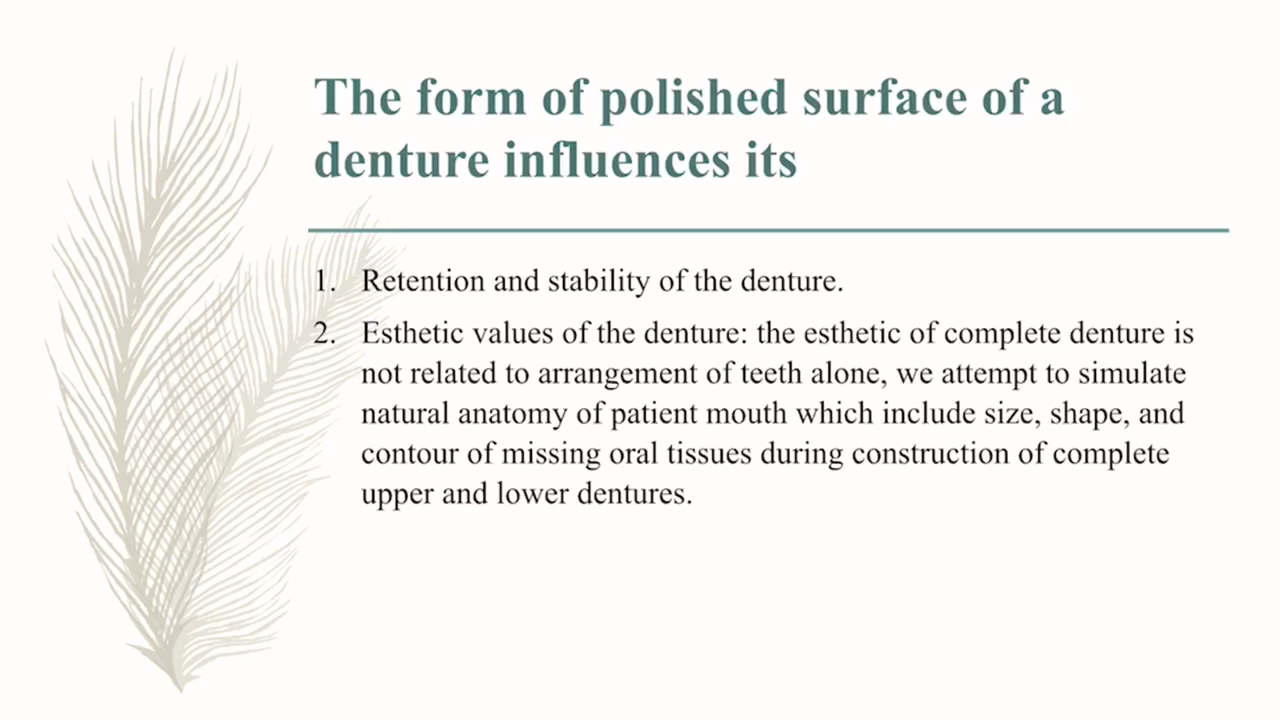 The form of polished surface of a
denture influences its
1. Retention and stability of the denture.
2. Esthetic values of the denture: the esthetic of complete denture is
not related to arrangement of teeth alone, we attempt to simulate
natural anatomy of patient mouth which include size, shape, and
contour of missing oral tissues during construction of complete
upper and lower dentures.